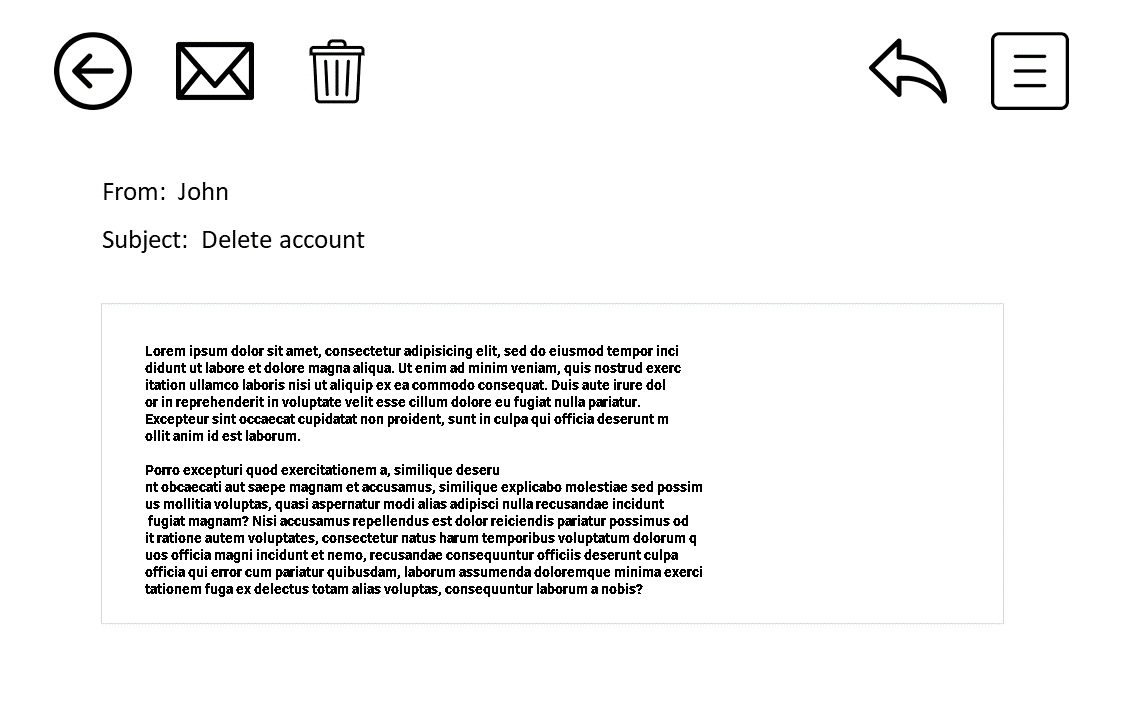 From: John
Subject: Delete account
Lorem ipsum dolor sit amet, consectetur adipisicing elit, sed do eiusmod tempor inci
didunt ut labore et dolore magna aliqua. Ut enim ad minim veniam, quis nostrud exerc
itation ullamco laboris nisi ut aliquip ex ea commodo consequat. Duis aute irure dol
or in reprehenderit in voluptate velit esse cillum dolore eu fugiat nulla pariatur.
Excepteur sint occaecat cupidatat non proident, sunt in culpa qui officia deserunt m
ollit anim id est laborum.
Porro excepturi quod exercitationem a, similique deseru
nt obcaecati aut saepe magnam et accusamus, similique explicabo molestiae sed possim
us mollitia voluptas, quasi aspernatur modi alias adipisci nulla recusandae incidunt
fugiat magnam? Nisi accusamus repellendus est dolor reiciendis pariatur possimus od
it ratione autem voluptates, consectetur natus harum temporibus voluptatum dolorum q
uos officia magni incidunt et nemo, recusandae consequuntur officiis deserunt culpa
officia qui error cum pariatur quibusdam, laborum assumenda doloremque minima exerci
tationem fuga ex delectus totam alias voluptas, consequuntur laborum a nobis?